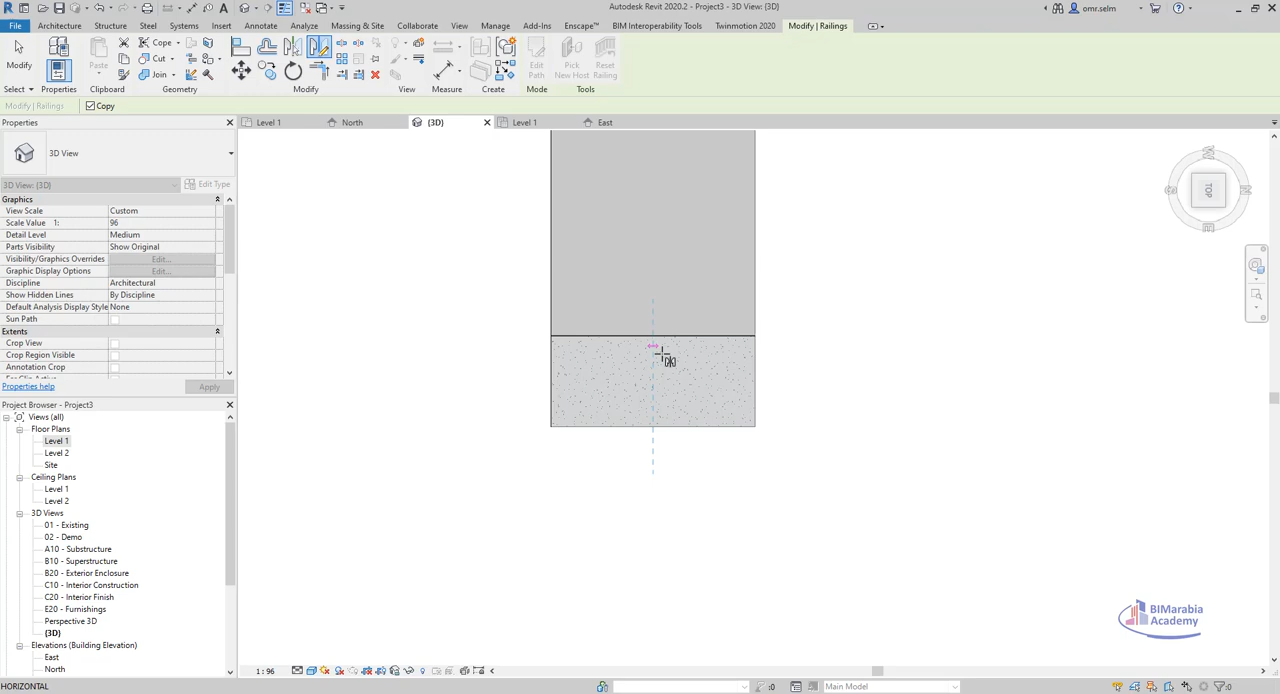 Autodesk Revit 2020.2 - Project3 - 3D View: {3D}
omr.selm
File Architecture Structure Steel Systems Insert Annotate Analyze Massing & Site Collaborate View Manage Add-Ins Enscape™ BIM Interoperability Tools Twinmotion 2020 Modify | Railings
Modify
Paste
Cope
Cut
Join
Edit Path
Pick New Host
Reset Railing
Select Properties Clipboard Geometry Modify View Measure Create Mode Tools
Modify | Railings Copy
Properties
Level 1 North {3D} Level 1 East
3D View
3D View: {3D} Edit Type
Graphics
View Scale Custom
Scale Value 1: 96
Detail Level Medium
Parts Visibility Show Original
Visibility/Graphics Overrides Edit...
Graphic Display Options Edit...
Discipline Architectural
Show Hidden Lines By Discipline
Default Analysis Display Style None
Sun Path
Extents
Crop View
Crop Region Visible
Annotation Crop
Properties help Apply
Project Browser - Project3
Views (all)
Floor Plans
Level 1
Level 2
Site
Ceiling Plans
Level 1
Level 2
3D Views
01 - Existing
02 - Demo
A10 - Substructure
B10 - Superstructure
B20 - Exterior Enclosure
C10 - Interior Construction
C20 - Interior Finish
E20 - Furnishings
Perspective 3D
{3D}
Elevations (Building Elevation)
East
North
W
S TOP N
E
BIMarabia
Academy
1 : 96
HORIZONTAL
:0
Main Model
:0